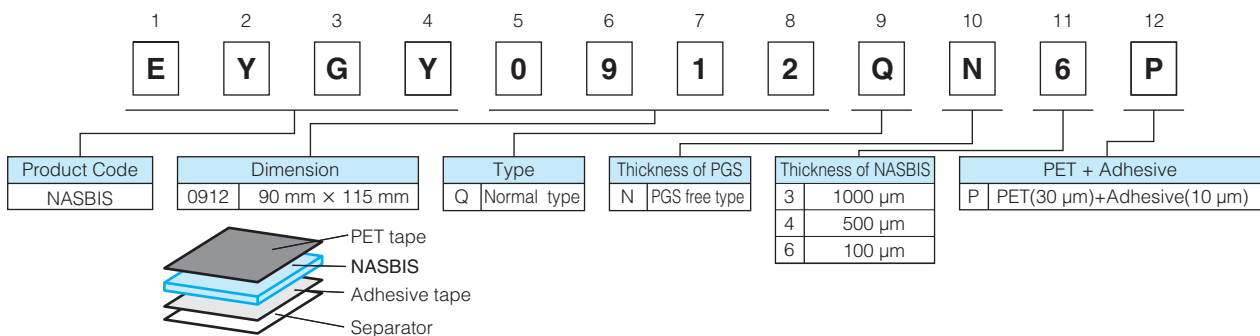 1 2 3 4 5 6 7 8 9 10 11 12
E Y G Y 0 9 1 2 Q N 6 P
Product Code
NASBIS
Dimension
0912 90 mm × 115 mm
Type
Q Normal type
Thickness of PGS
N PGS free type
Thickness of NASBIS
3 1000 µm
4 500 µm
6 100 µm
PET + Adhesive
P PET(30 µm)+Adhesive(10 µm)
PET tape
NASBIS
Adhesive tape
Separator